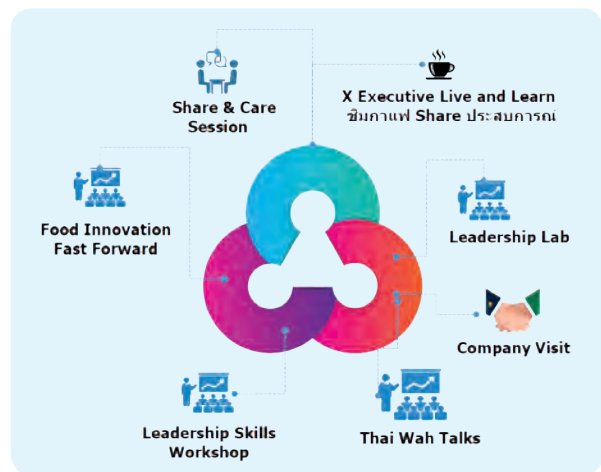 Share & Care
Session
X Executive Live and Learn
ชิมกาแฟ Share ประสบการณ์
Food Innovation
Fast Forward
Leadership Lab
Company Visit
Leadership Skills
Workshop
Thai Wah Talks